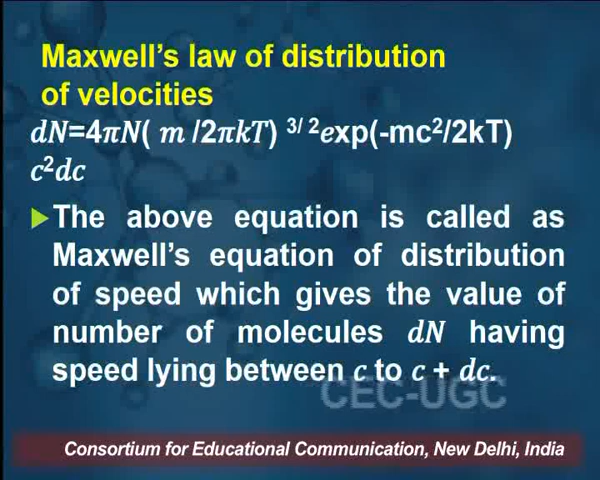 Maxwell's law of distribution
of velocities
dN=4πN( m /2πkT) ³/ ² exp(-mc²/2kT)
c²dc
The above equation is called as
Maxwell's equation of distribution
of speed which gives the value of
number of molecules dN having
speed lying between c to c + dc.
CEC-UGC
Consortium for Educational Communication, New Delhi, India